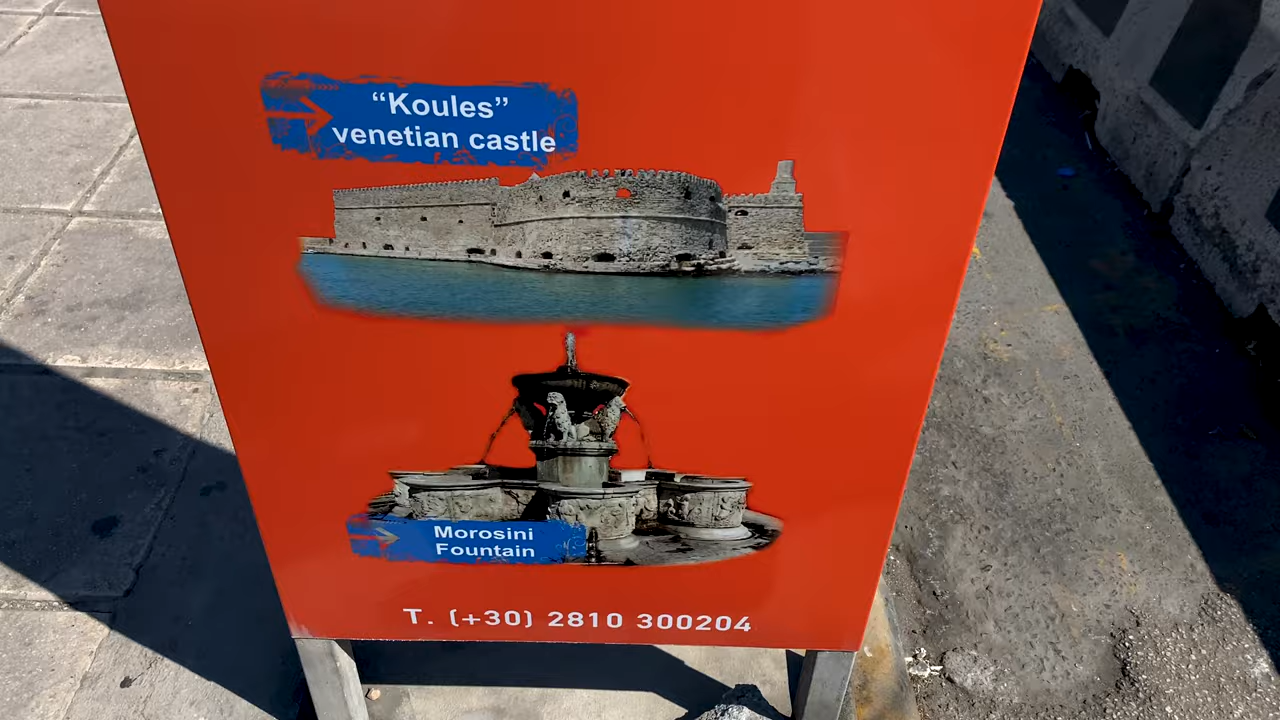 “Koules”
venetian castle
Morosini
Fountain
T. (+30) 2810 300204